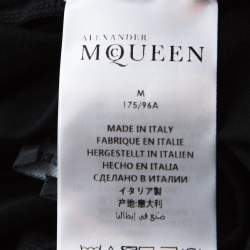 ALEXANDER
McQUEEN
M
175/96A
MADE IN ITALY
FABRIQUE EN ITALIE
HERGESTELLT IN ITALIEN
HECHO EN ITALIA
СДЕЛАНО В ИТАЛИИ
イタリア製
产地:意大利
صنع في إيطاليا